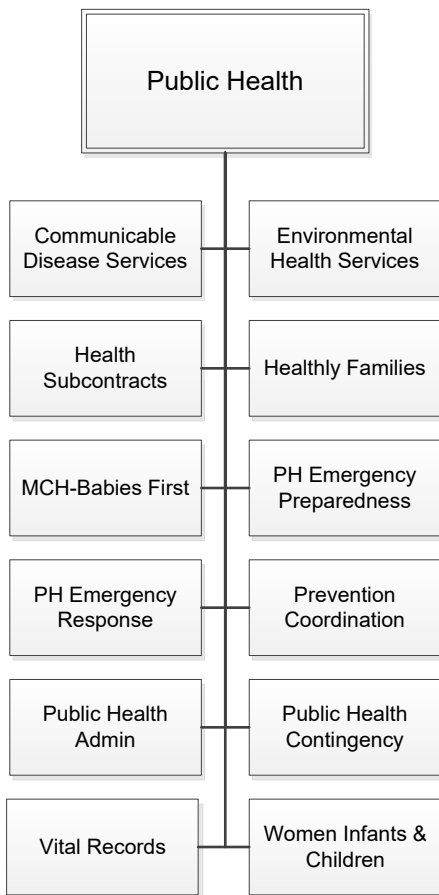 Public Health
Communicable
Disease Services
Environmental
Health Services
Health
Subcontracts
Healthly Families
MCH-Babies First
PH Emergency
Preparedness
PH Emergency
Response
Prevention
Coordination
Public Health
Admin
Public Health
Contingency
Vital Records
Women Infants &
Children